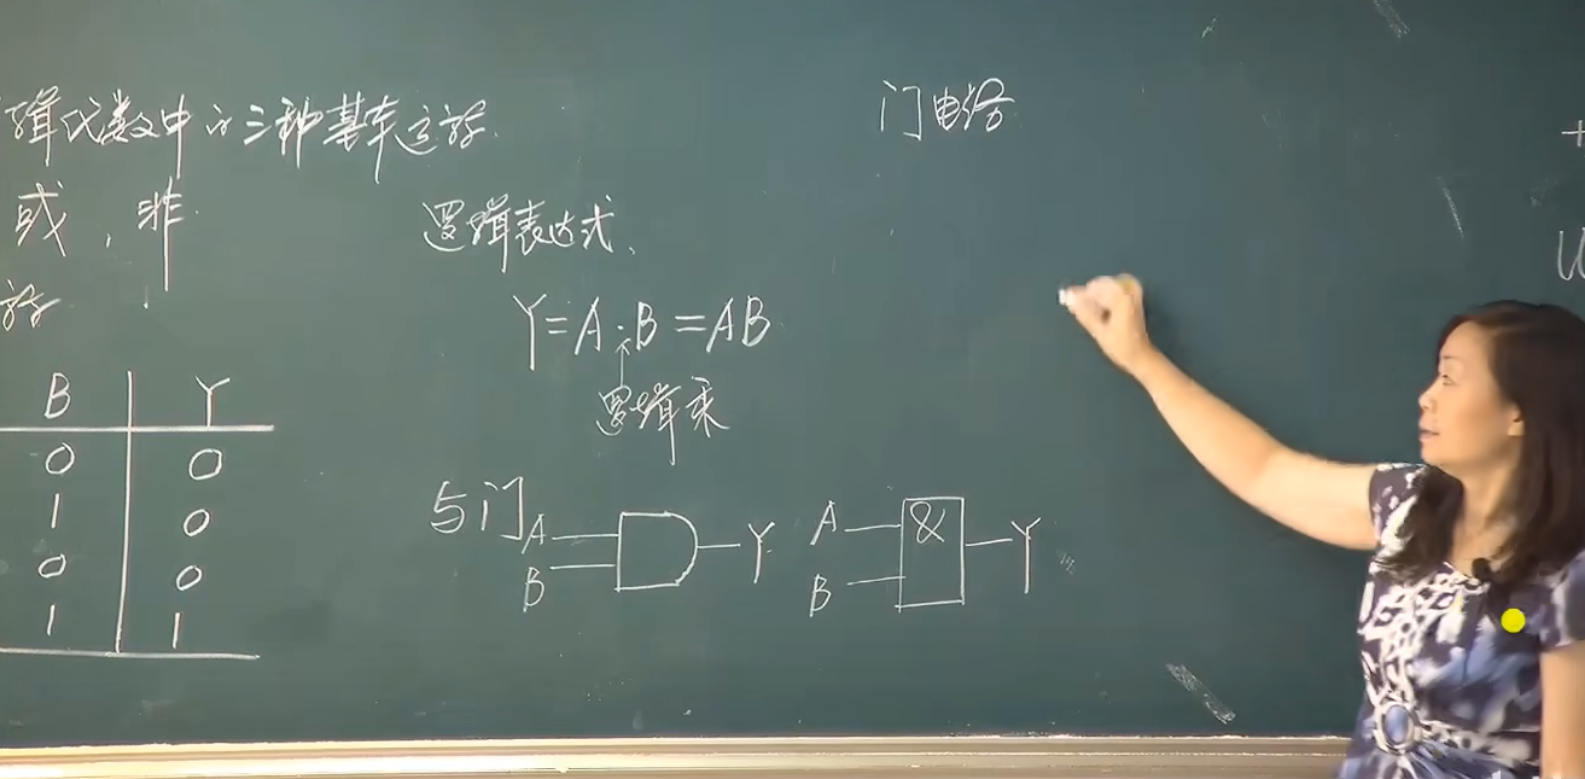 辑代数中的三种基本运算.
门电路
或, 非.
逻辑表达式.
算
Y=A·B=AB
逻辑乘
B Y
0 0
1 0
0 0
1 1
与门 A B Y
A B & Y
+